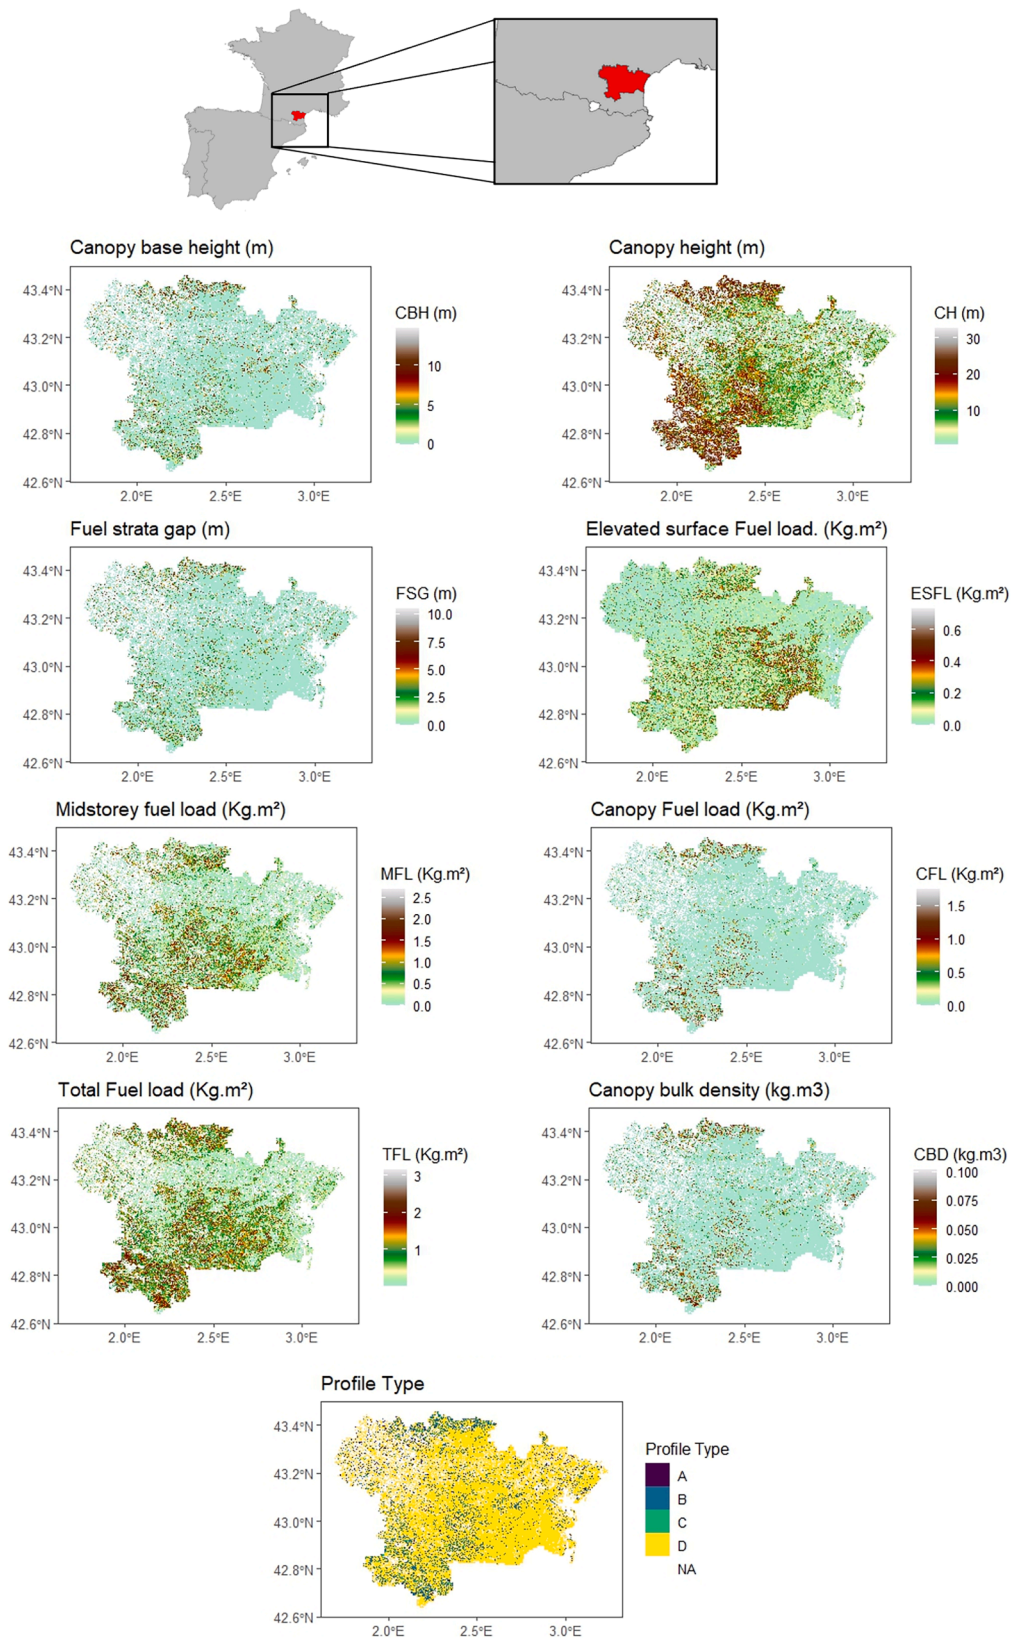 Canopy base height (m)
43.4°N
43.2°N
43.0°N
42.8°N
42.6°N
2.0°E
2.5°E
3.0°E
CBH (m)
10
5
0
Canopy height (m)
43.4°N
43.2°N
43.0°N
42.8°N
42.6°N
2.0°E
2.5°E
3.0°E
CH (m)
30
20
10
Fuel strata gap (m)
43.4°N
43.2°N
43.0°N
42.8°N
42.6°N
2.0°E
2.5°E
3.0°E
FSG (m)
10.0
7.5
5.0
2.5
0.0
Elevated surface Fuel load. (Kg.m²)
43.4°N
43.2°N
43.0°N
42.8°N
42.6°N
2.0°E
2.5°E
3.0°E
ESFL (Kg.m²)
0.6
0.4
0.2
0.0
Midstorey fuel load (Kg.m²)
43.4°N
43.2°N
43.0°N
42.8°N
42.6°N
2.0°E
2.5°E
3.0°E
MFL (Kg.m²)
2.5
2.0
1.5
1.0
0.5
0.0
Canopy Fuel load (Kg.m²)
43.4°N
43.2°N
43.0°N
42.8°N
42.6°N
2.0°E
2.5°E
3.0°E
CFL (Kg.m²)
1.5
1.0
0.5
0.0
Total Fuel load (Kg.m²)
43.4°N
43.2°N
43.0°N
42.8°N
42.6°N
2.0°E
2.5°E
3.0°E
TFL (Kg.m²)
3
2
1
Canopy bulk density (kg.m3)
43.4°N
43.2°N
43.0°N
42.8°N
42.6°N
2.0°E
2.5°E
3.0°E
CBD (kg.m3)
0.100
0.075
0.050
0.025
0.000
Profile Type
43.4°N
43.2°N
43.0°N
42.8°N
42.6°N
2.0°E
2.5°E
3.0°E
Profile Type
A
B
C
D
NA